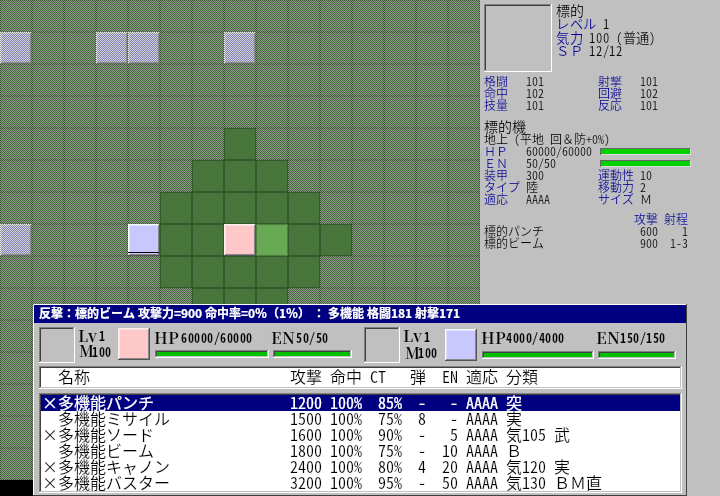 標的
レベル 1
気力 100 (普通)
ＳＰ 12/12
格闘 101 射撃 101
命中 102 回避 102
技量 101 反応 101
標的機
地上 (平地 回＆防+0%)
ＨＰ 60000/60000
ＥＮ 50/50
装甲 300 運動性 10
タイプ 陸 移動力 2
適応 AAAA サイズ Ｍ
攻撃 射程
標的パンチ 600 1
標的ビーム 900 1-3
反撃：標的ビーム 攻撃力=900 命中率=0%（1%） ： 多機能 格闘181 射撃171
Lv1 HP60000/60000 EN50/50 Lv1 HP4000/4000 EN150/150
M100 M100
名称 攻撃 命中 CT 弾 EN 適応 分類
×多機能パンチ 1200 100% 85% - - AAAA 突
多機能ミサイル 1500 100% 75% 8 - AAAA 実
×多機能ソード 1600 100% 90% - 5 AAAA 気105 武
多機能ビーム 1800 100% 75% - 10 AAAA Ｂ
×多機能キャノン 2400 100% 80% 4 20 AAAA 気120 実
×多機能バスター 3200 100% 95% - 50 AAAA 気130 ＢＭ直